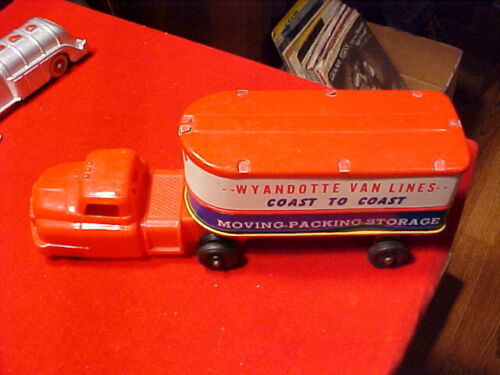 --WYANDOTTE VAN LINES--
COAST TO COAST
MOVING-PACKING-STORAGE